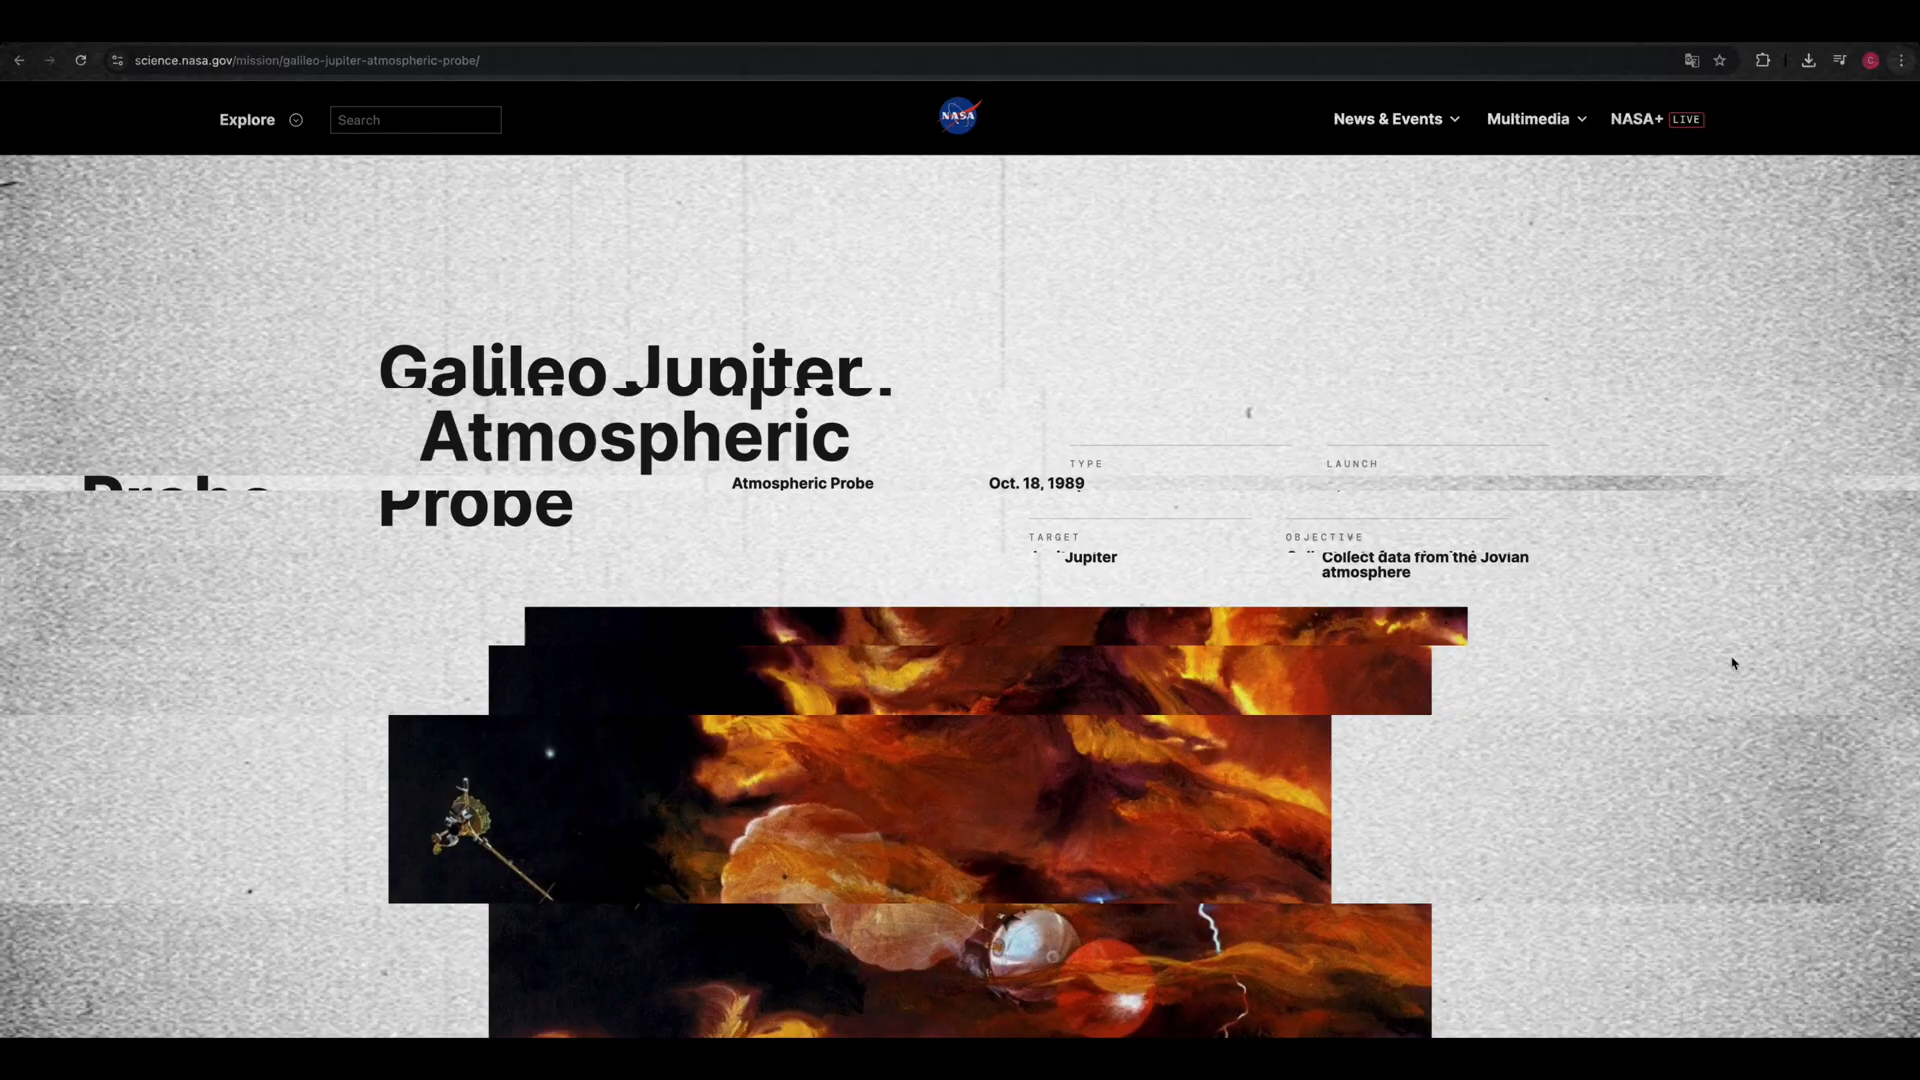 science.nasa.gov/mission/galileo-jupiter-atmospheric-probe/
C
Explore
Search
NASA
News & Events
Multimedia
NASA+ LIVE
Galileo Jupiter
Atmospheric
Probe
TYPE
Atmospheric Probe
LAUNCH
Oct. 18, 1989
TARGET
Jupiter
OBJECTIVE
Collect data from the Jovian
atmosphere